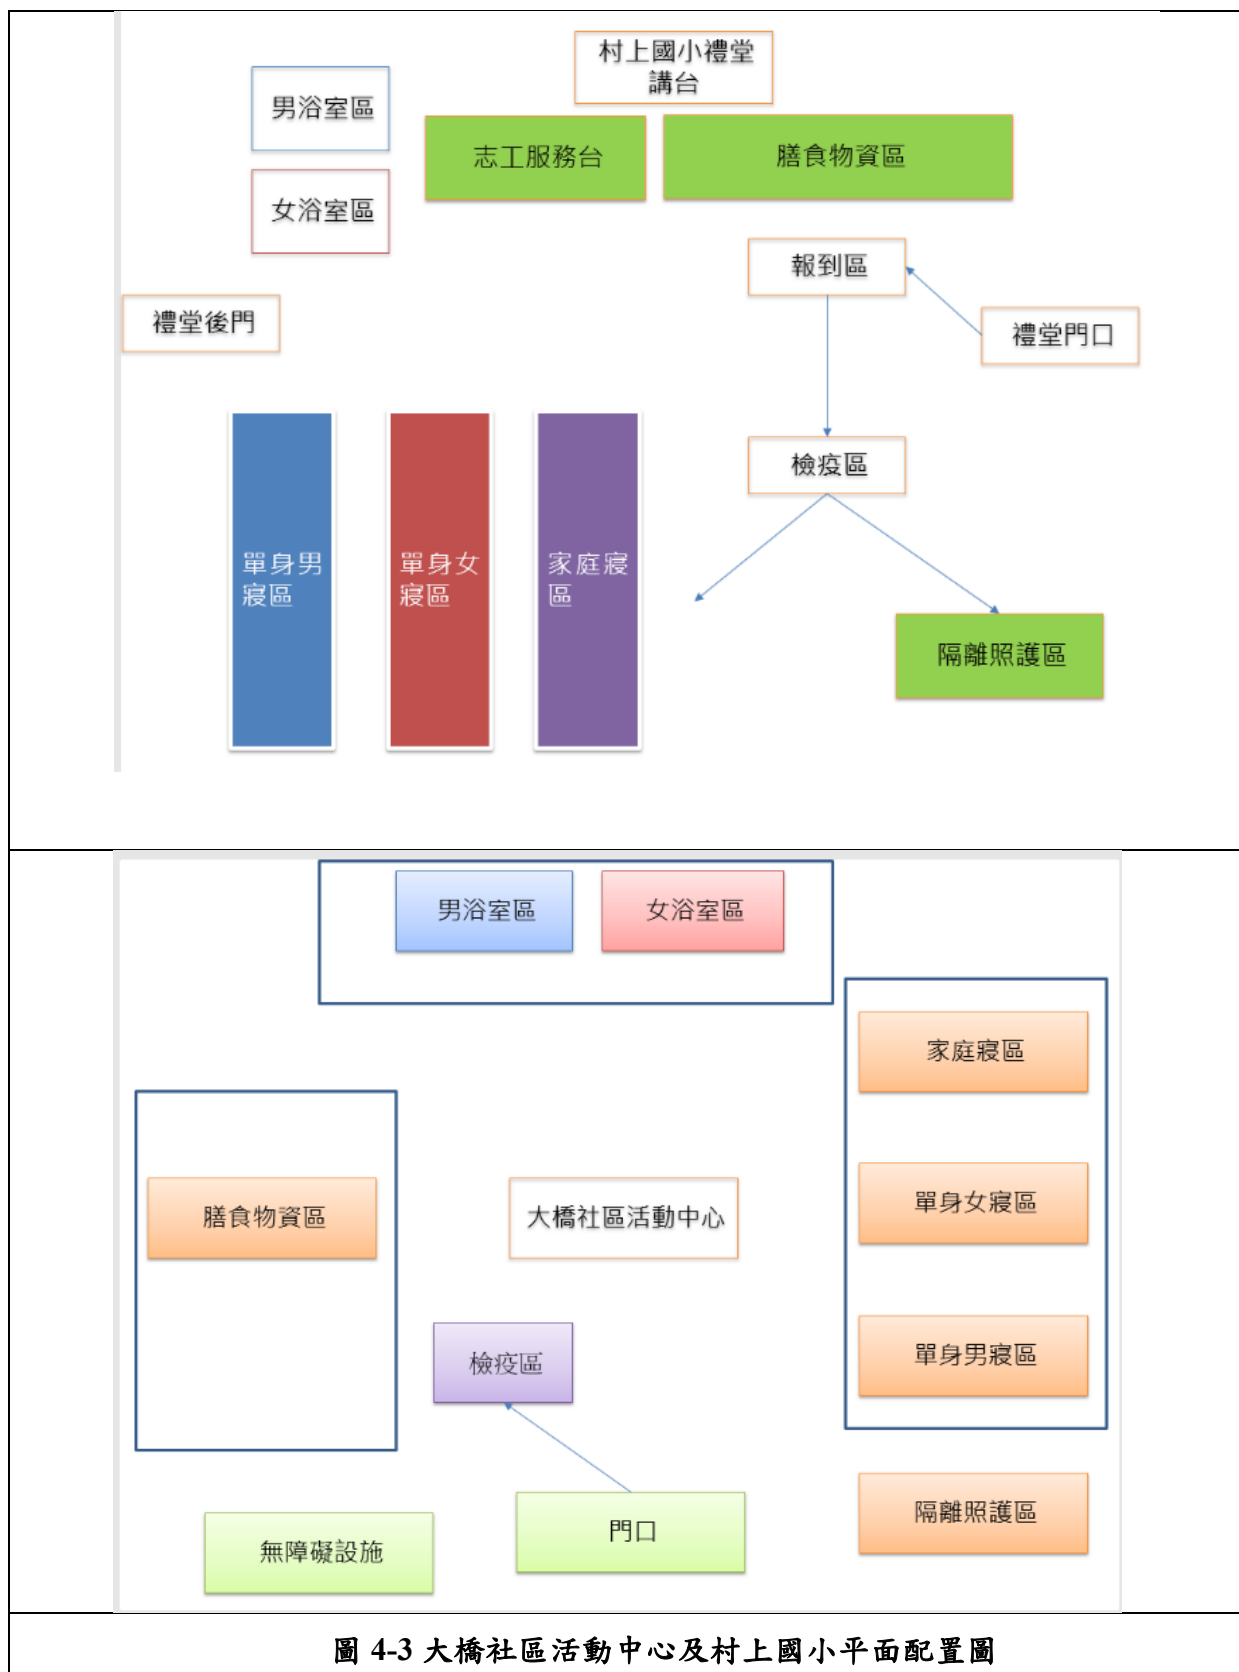 村上國小禮堂
講台
男浴室區
志工服務台
膳食物資區
女浴室區
報到區
禮堂後門
禮堂門口
檢疫區
單身男
寢區
單身女
寢區
家庭寢
區
隔離照護區
男浴室區
女浴室區
家庭寢區
膳食物資區
大橋社區活動中心
單身女寢區
檢疫區
單身男寢區
隔離照護區
門口
無障礙設施
圖 4-3 大橋社區活動中心及村上國小平面配置圖